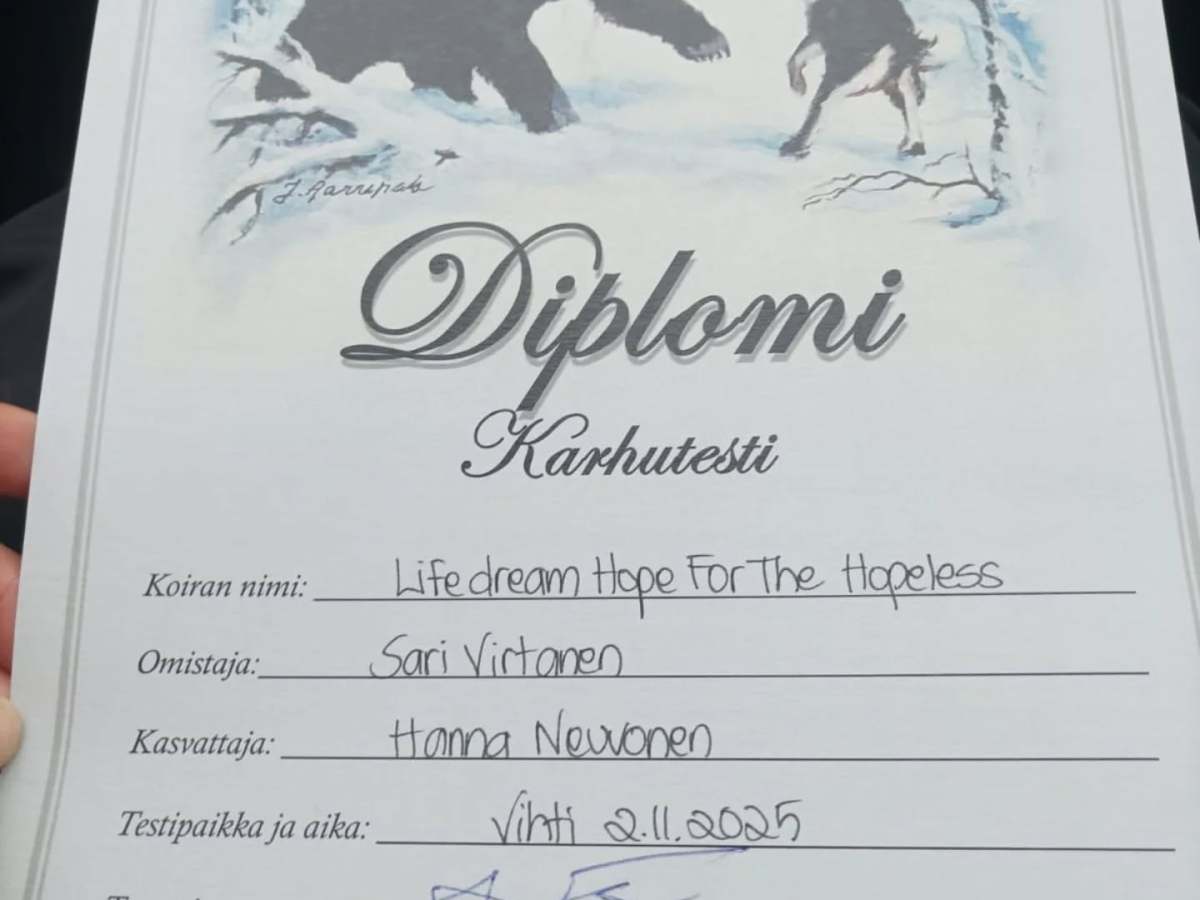 Diplomi
Karhutesti
Koiran nimi: Lifedream Hope For The Hopeless
Omistaja: Sari Virtanen
Kasvattaja: Hanna Neuvonen
Testipaikka ja aika: Vihti 2.11.2025